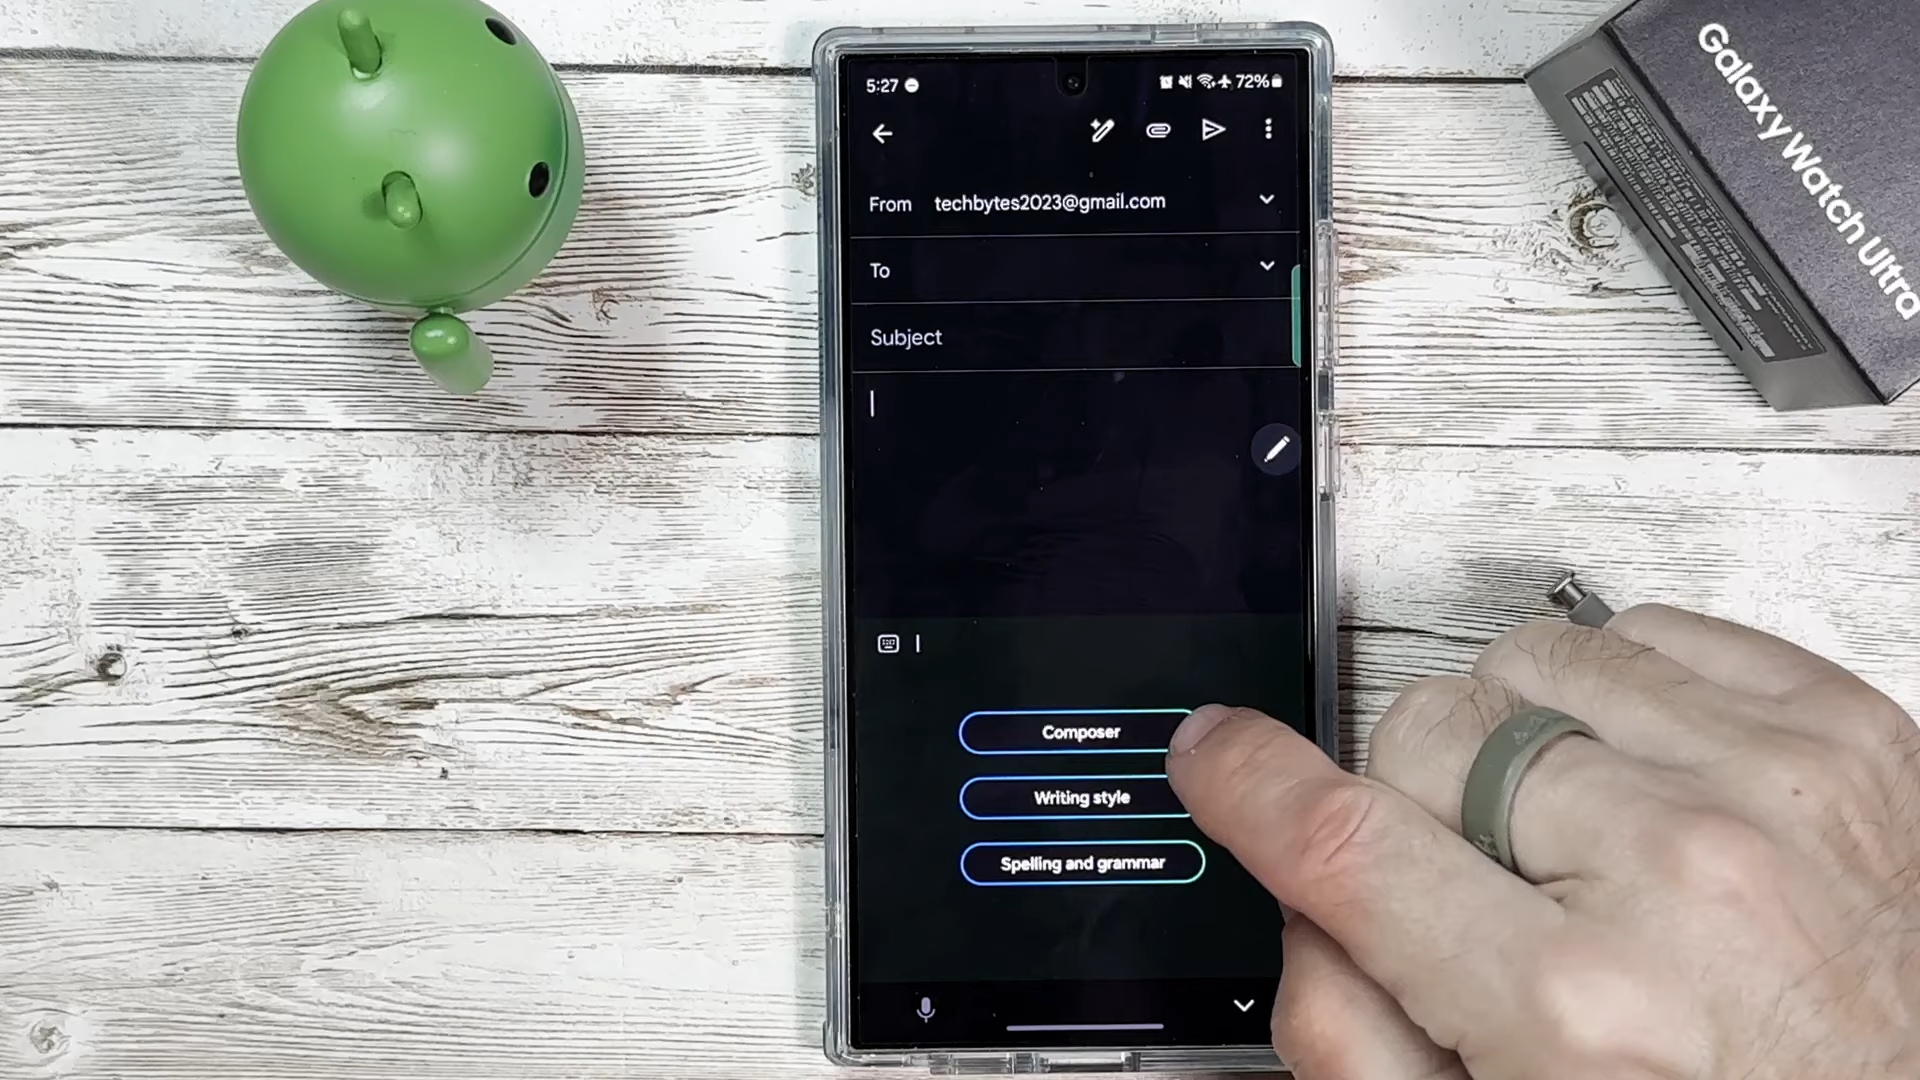 5:27
72%
From techbytes2023@gmail.com
To
Subject
Composer
Writing style
Spelling and grammar
Galaxy Watch Ultra